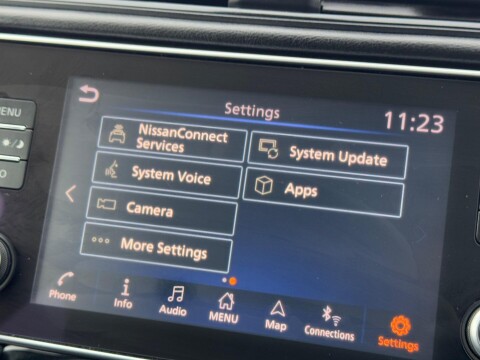 Settings
11:23
NissanConnect
Services
System Update
System Voice
Apps
Camera
More Settings
Phone
Info
Audio
MENU
Map
Connections
Settings